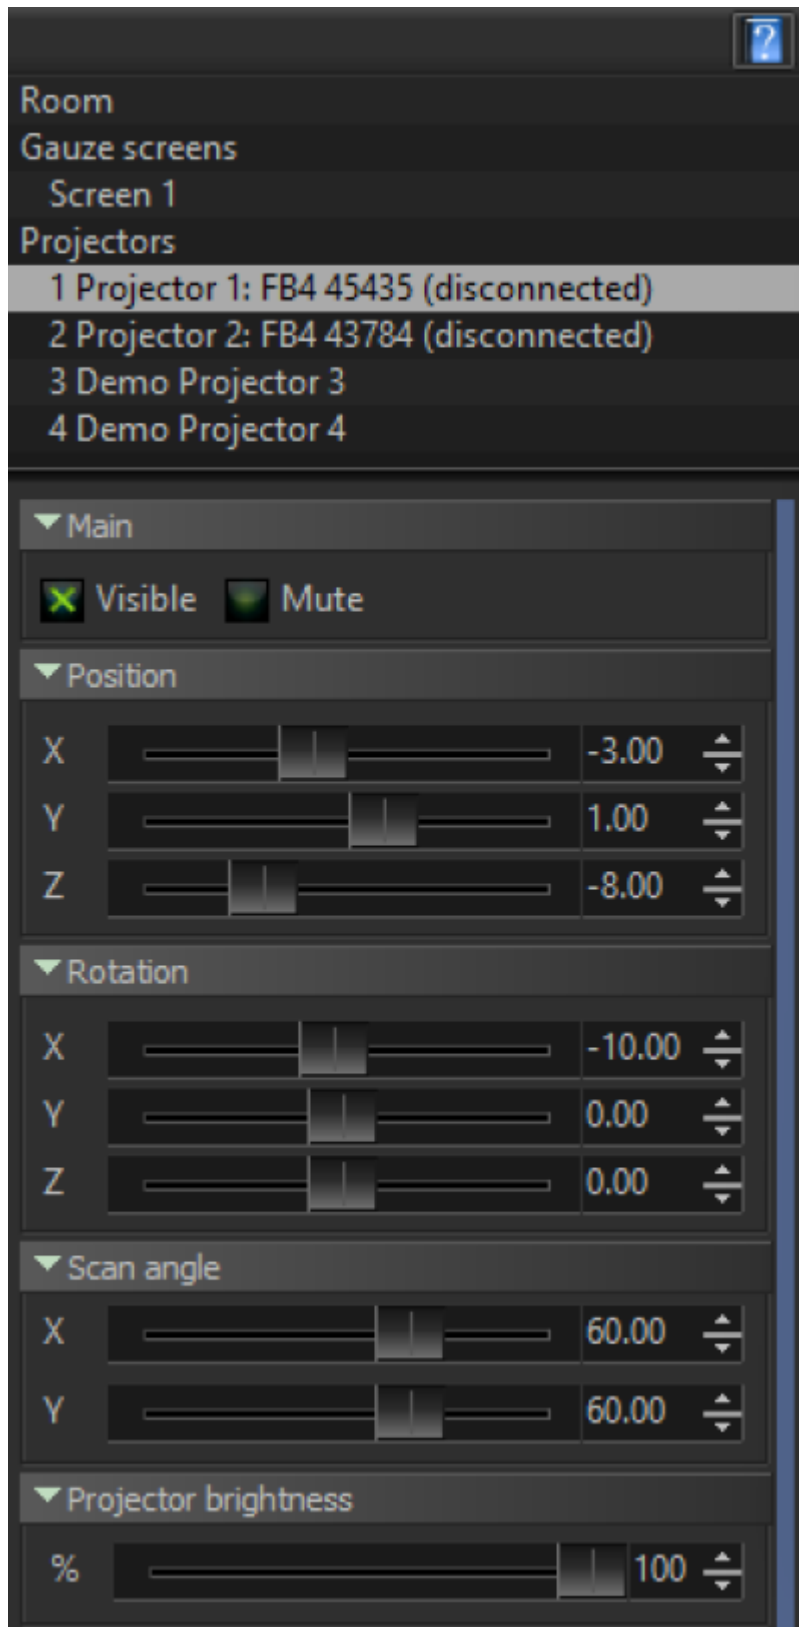 ?
Room
Gauze screens
Screen 1
Projectors
1 Projector 1: FB4 45435 (disconnected)
2 Projector 2: FB4 43784 (disconnected)
3 Demo Projector 3
4 Demo Projector 4
Main
Visible Mute
Position
X -3.00
Y 1.00
Z -8.00
Rotation
X -10.00
Y 0.00
Z 0.00
Scan angle
X 60.00
Y 60.00
Projector brightness
% 100